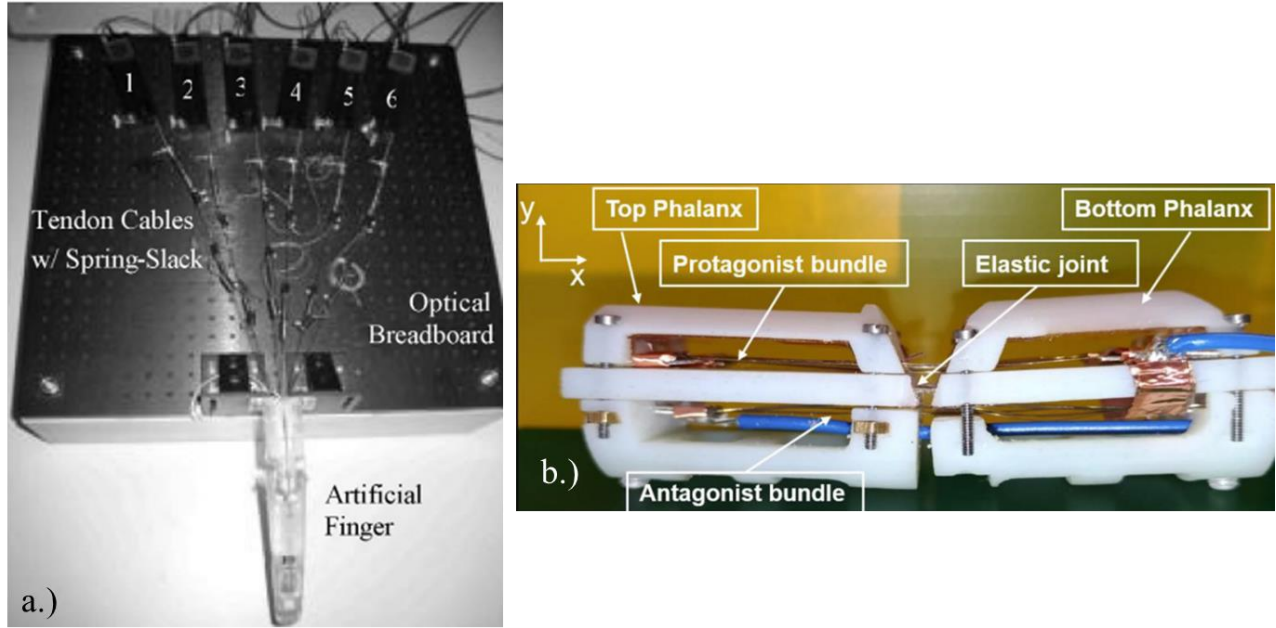 1 2 3 4 5 6
Tendon Cables
w/ Spring-Slack
Optical
Breadboard
Artificial
Finger
a.)
y
x
Top Phalanx
Bottom Phalanx
Protagonist bundle
Elastic joint
Antagonist bundle
b.)